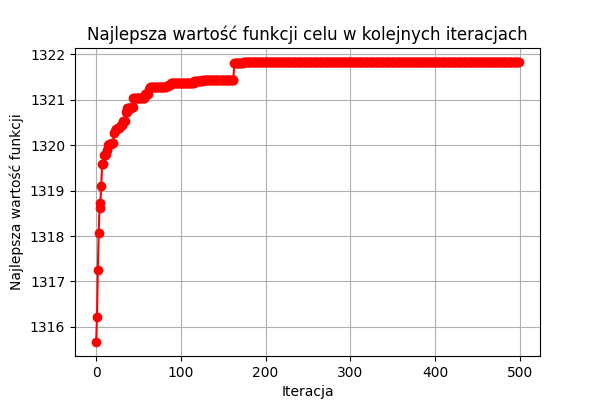 Najlepsza wartość funkcji celu w kolejnych iteracjach
Najlepsza wartość funkcji
1322
1321
1320
1319
1318
1317
1316
0 100 200 300 400 500
Iteracja